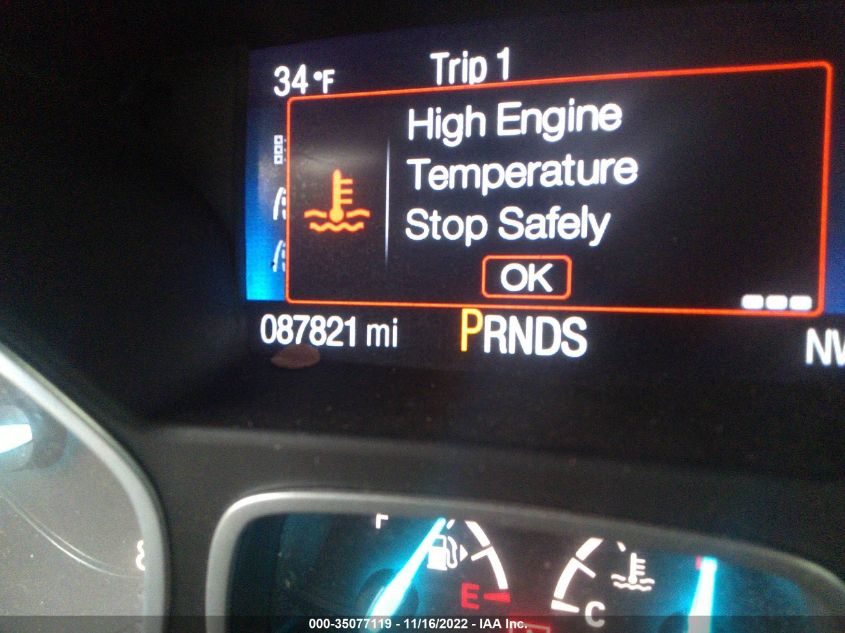 34°F
Trip 1
High Engine
Temperature
Stop Safely
OK
087821 mi
PRNDS
F
E
C
000-35077119 - 11/16/2022 - IAA Inc.